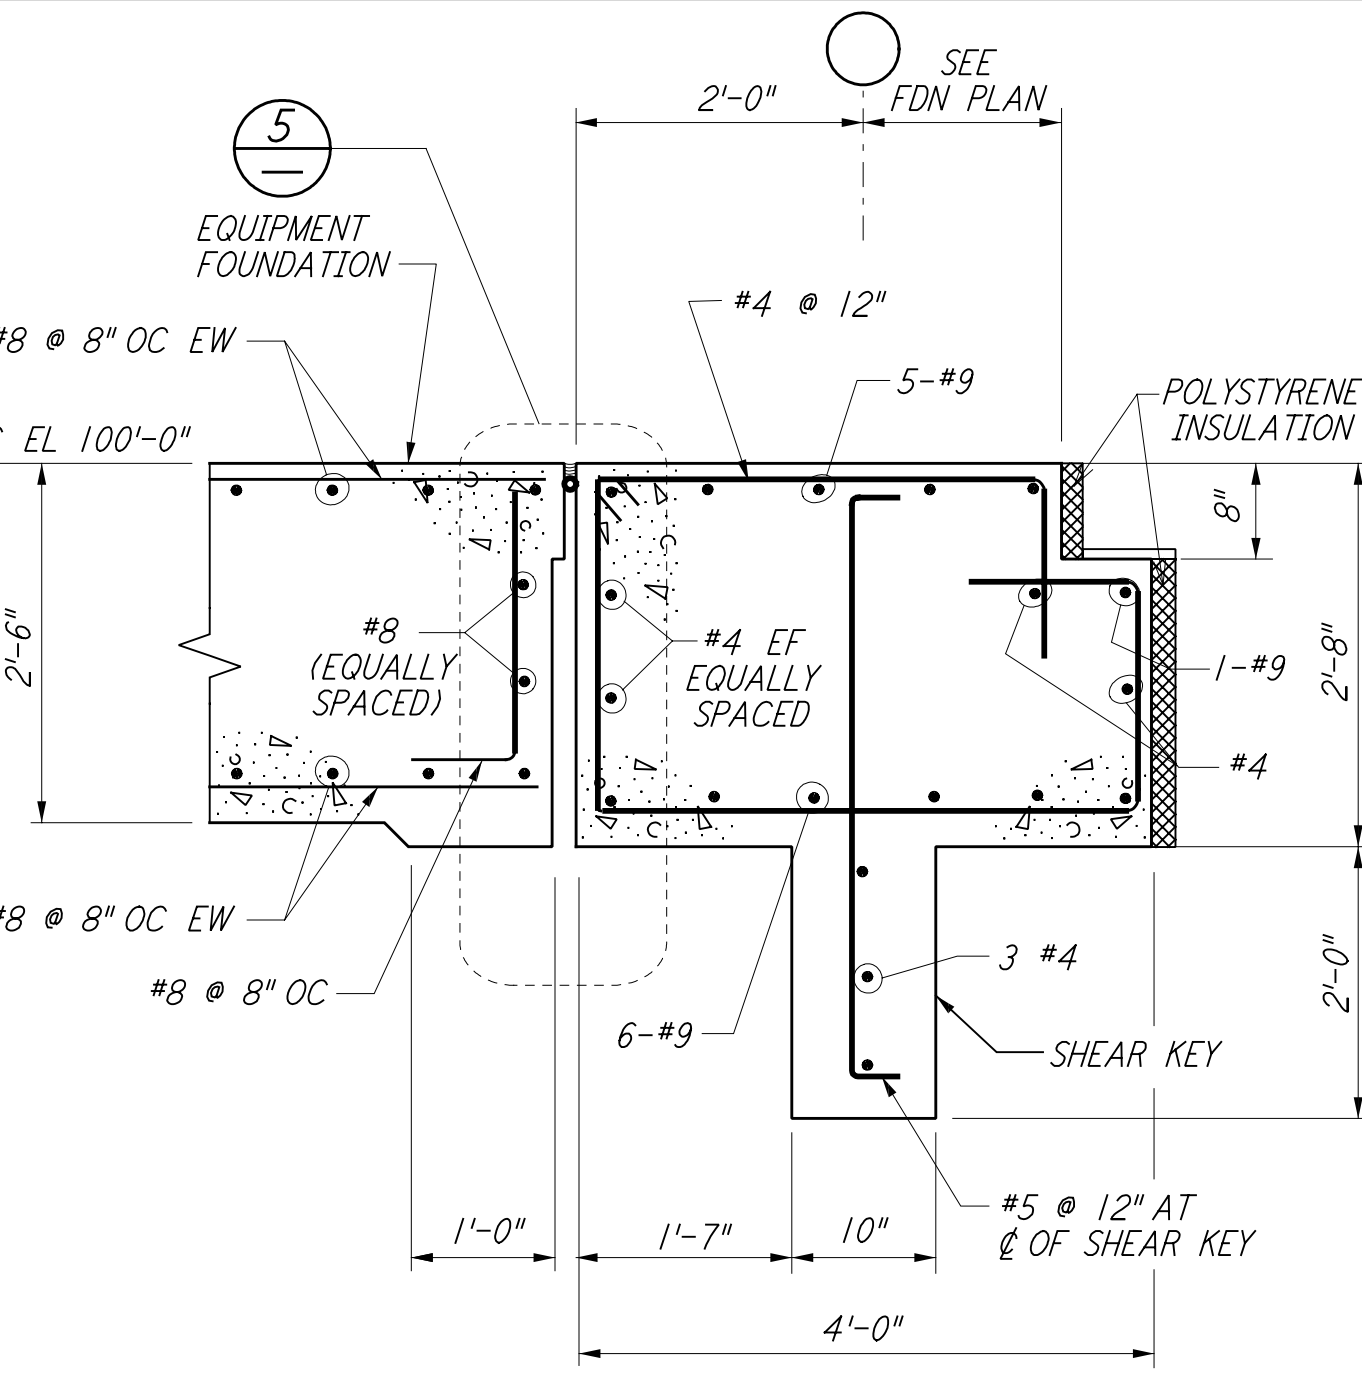 SEE
FDN PLAN
2'-0"
5
EQUIPMENT
FOUNDATION
#4 @ 12"
#8 @ 8" OC EW
5-#9
POLYSTYRENE
INSULATION
EL 100'-0"
8"
2'-6"
#8
(EQUALLY
SPACED)
#4 EF
EQUALLY
SPACED
2'-8"
1-#9
#4
#8 @ 8" OC EW
#8 @ 8" OC
3 #4
2'-0"
6-#9
SHEAR KEY
#5 @ 12" AT
℄ OF SHEAR KEY
1'-0"
1'-7"
10"
4'-0"